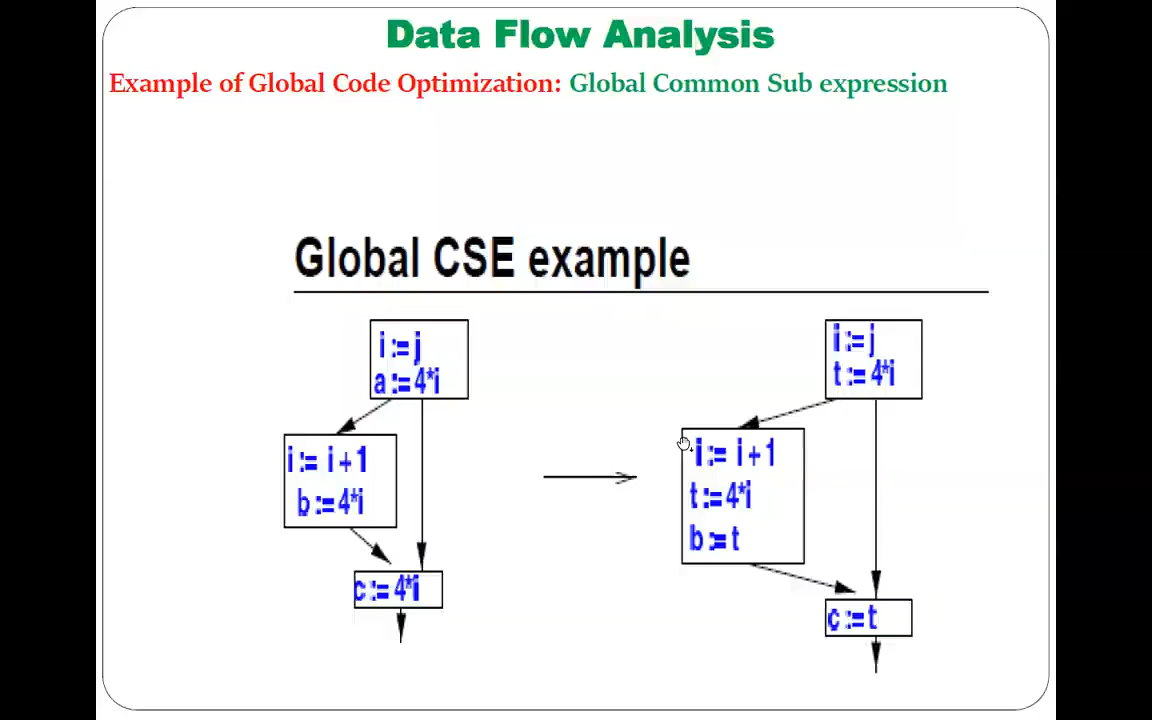 Data Flow Analysis
Example of Global Code Optimization: Global Common Sub expression
Global CSE example
i := j
a := 4*i
i := i + 1
b := 4*i
c := 4*i
i := j
t := 4*i
i := i + 1
t := 4*i
b := t
c := t